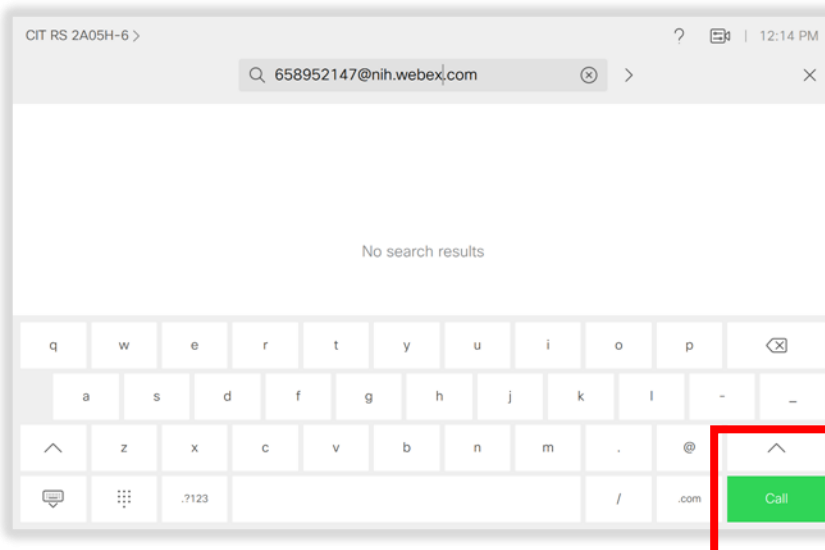 CIT RS 2A05H-6 > ? | 12:14 PM
658952147@nih.webex.com
No search results
q w e r t y u i o p
a s d f g h j k l - _
z x c v b n m . @
.?123 / .com Call